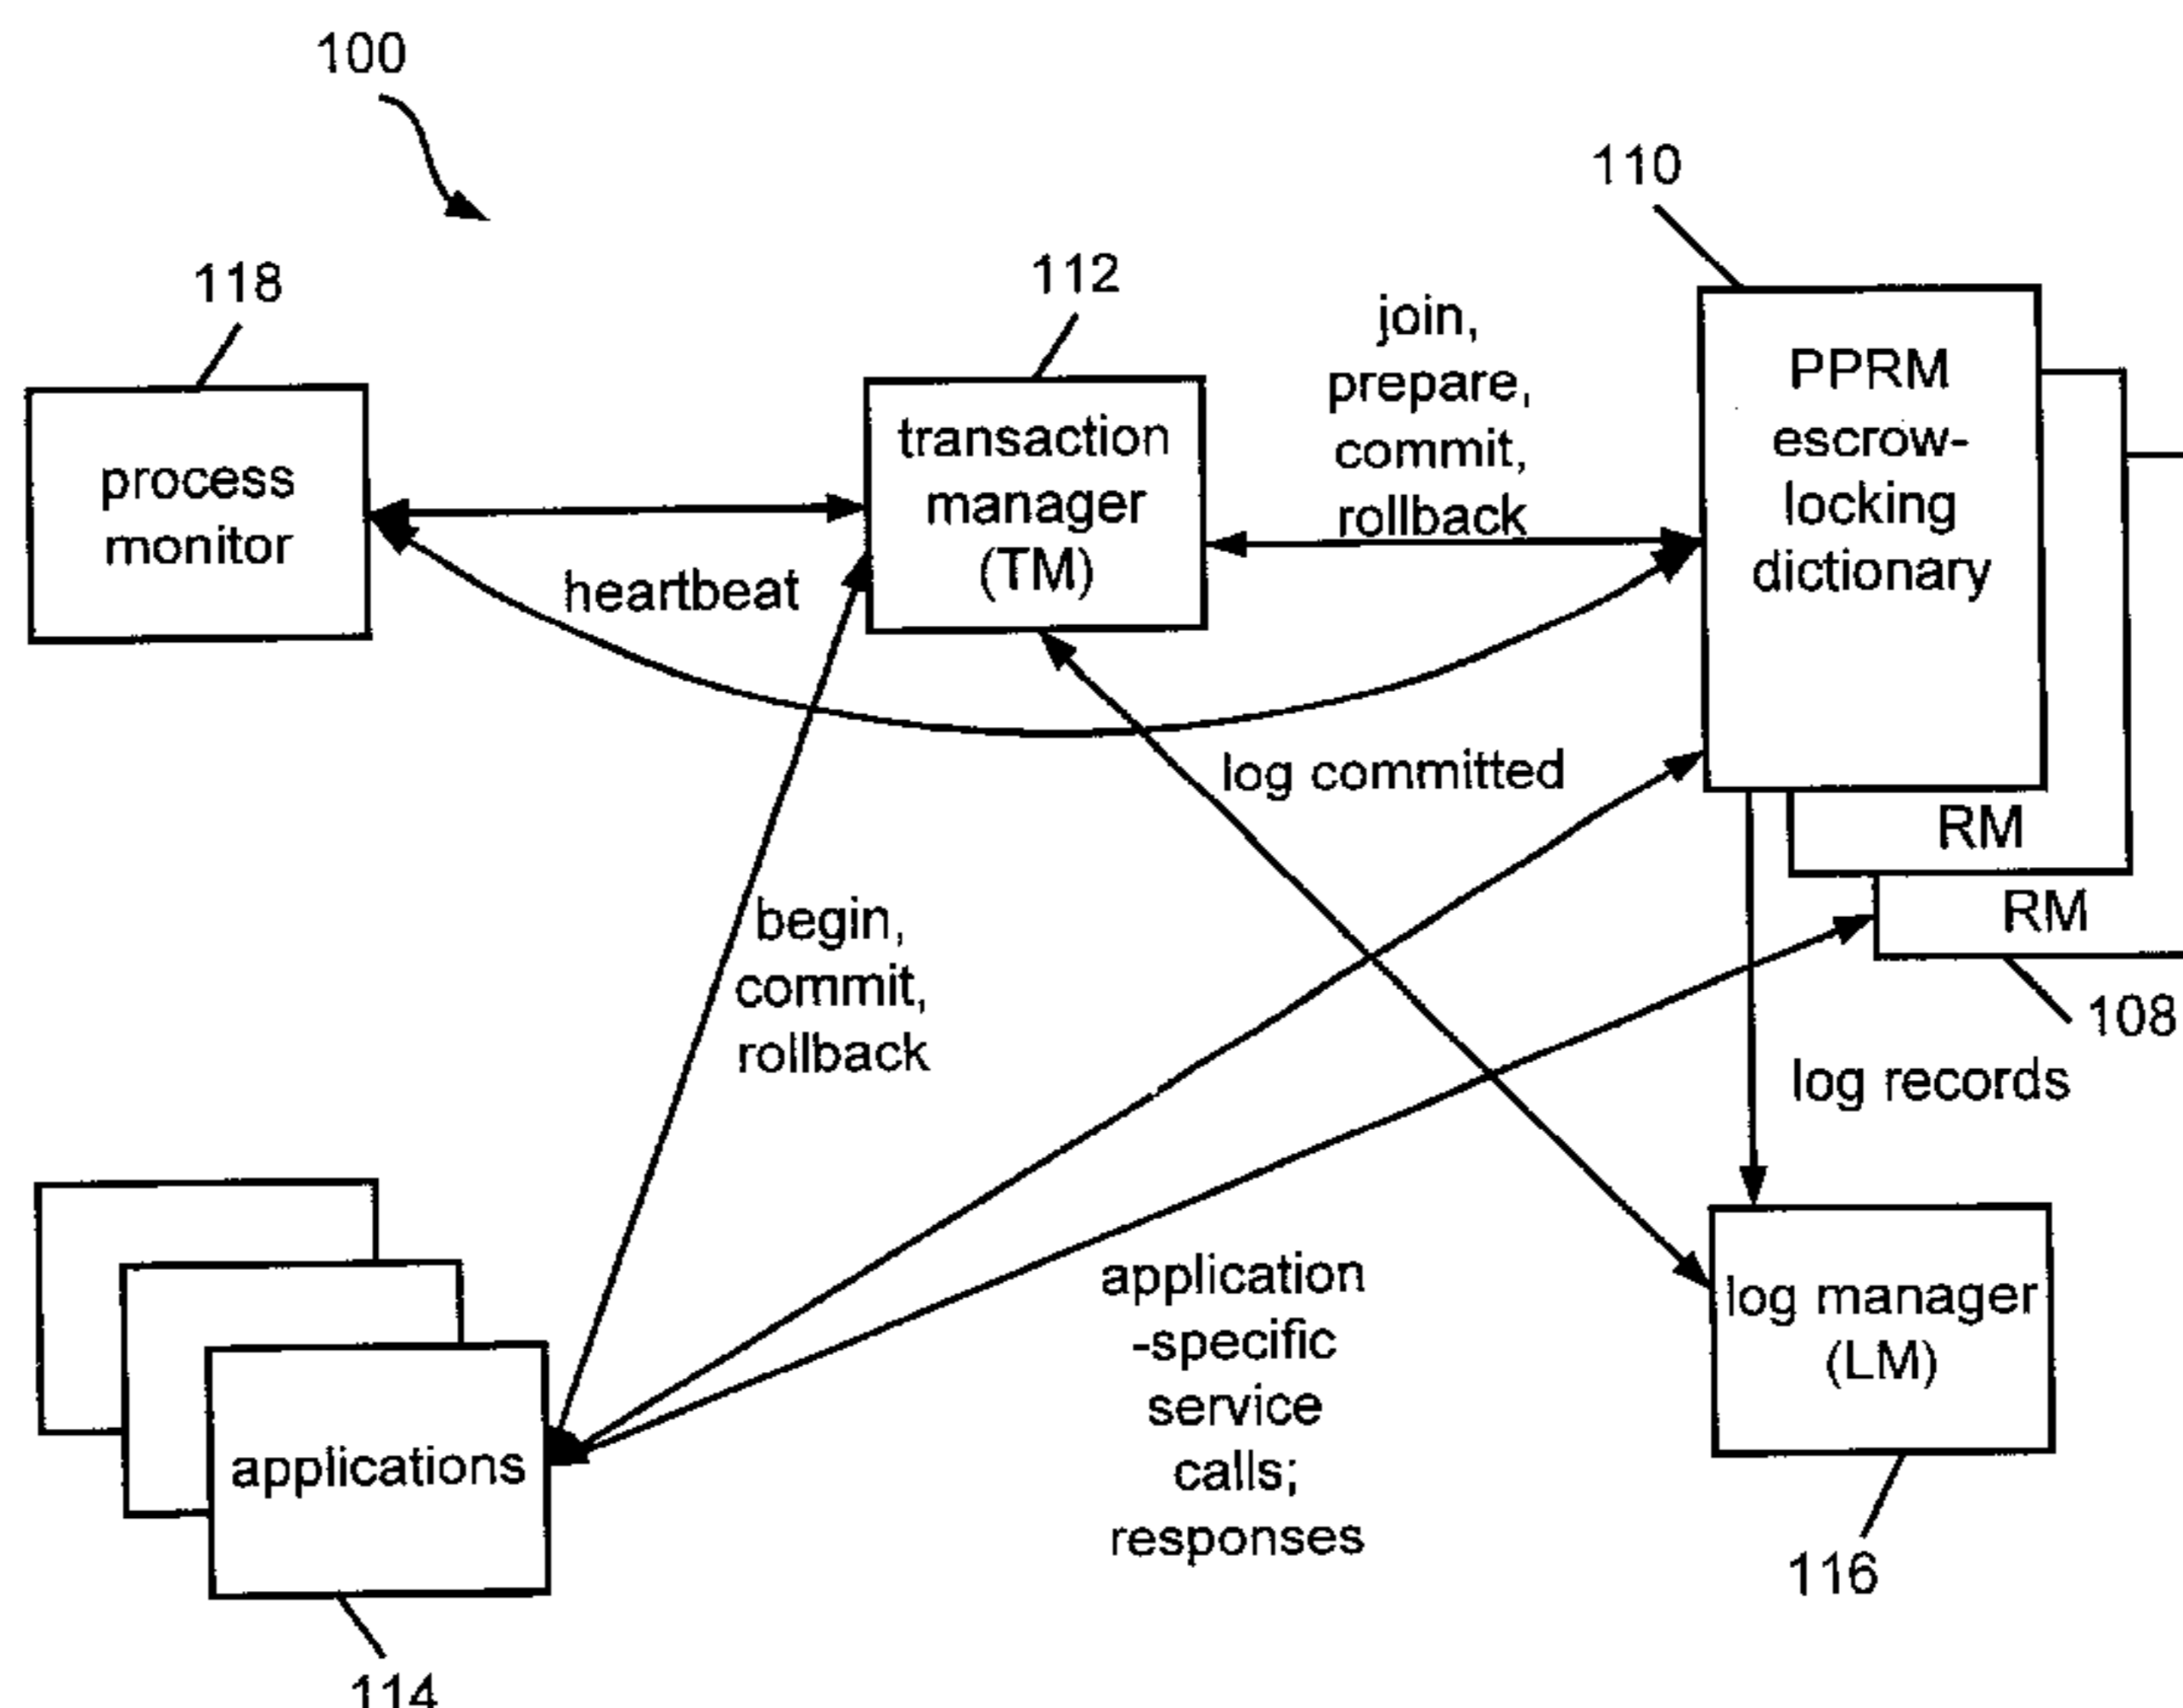 100
110
118
112
join,
prepare,
commit,
rollback
PPRM
escrow-
locking
dictionary
transaction
manager
(TM)
process
monitor
heartbeat
log committed
RM
RM
108
begin,
commit,
rollback
log records
application
-specific
service
calls;
responses
log manager
(LM)
applications
116
114